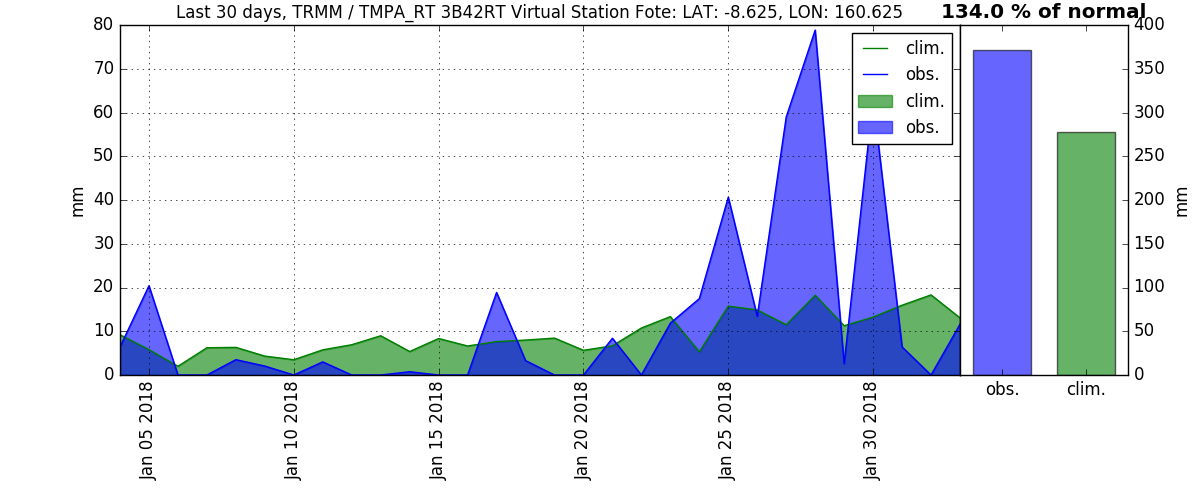 Last 30 days, TRMM / TMPA_RT 3B42RT Virtual Station Fote: LAT: -8.625, LON: 160.625
134.0 % of normal
80
70
60
50
40
30
20
10
0
mm
clim.
obs.
clim.
obs.
400
350
300
250
200
150
100
50
0
mm
Jan 05 2018
Jan 10 2018
Jan 15 2018
Jan 20 2018
Jan 25 2018
Jan 30 2018
obs.
clim.